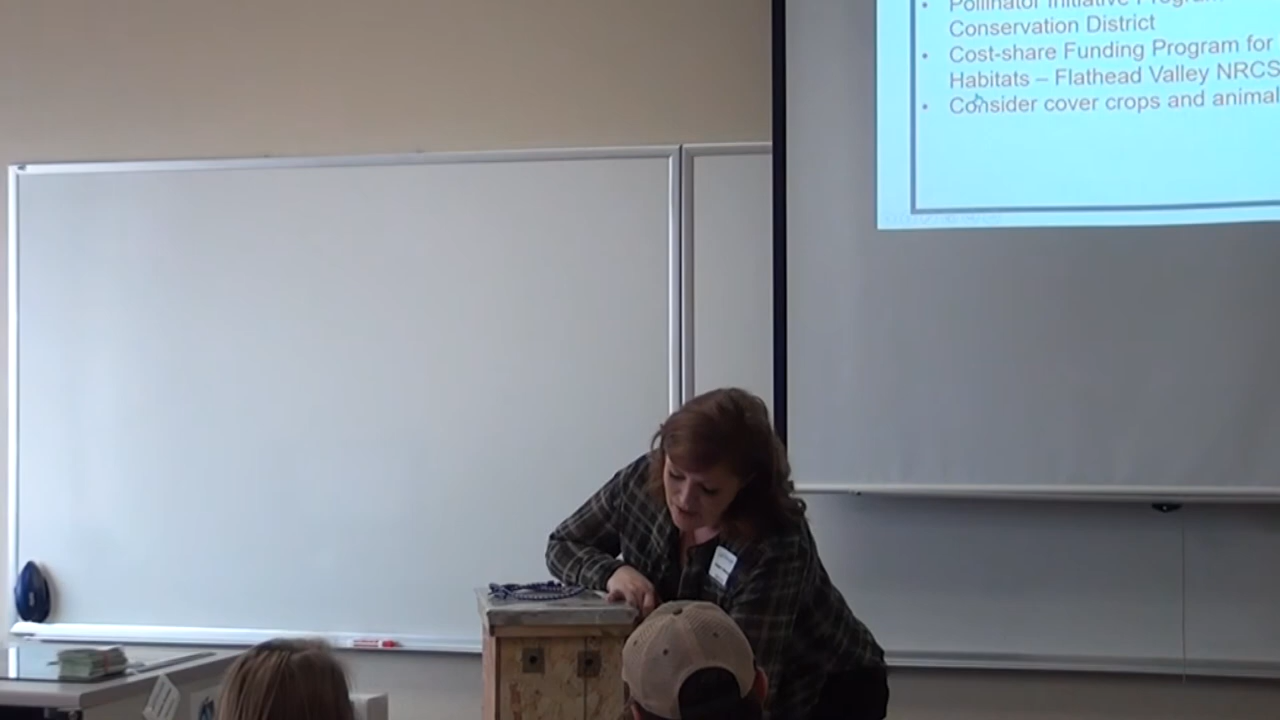 • Pollinator Initiative Program
Conservation District
• Cost-share Funding Program for
Habitats – Flathead Valley NRCS
• Consider cover crops and animal